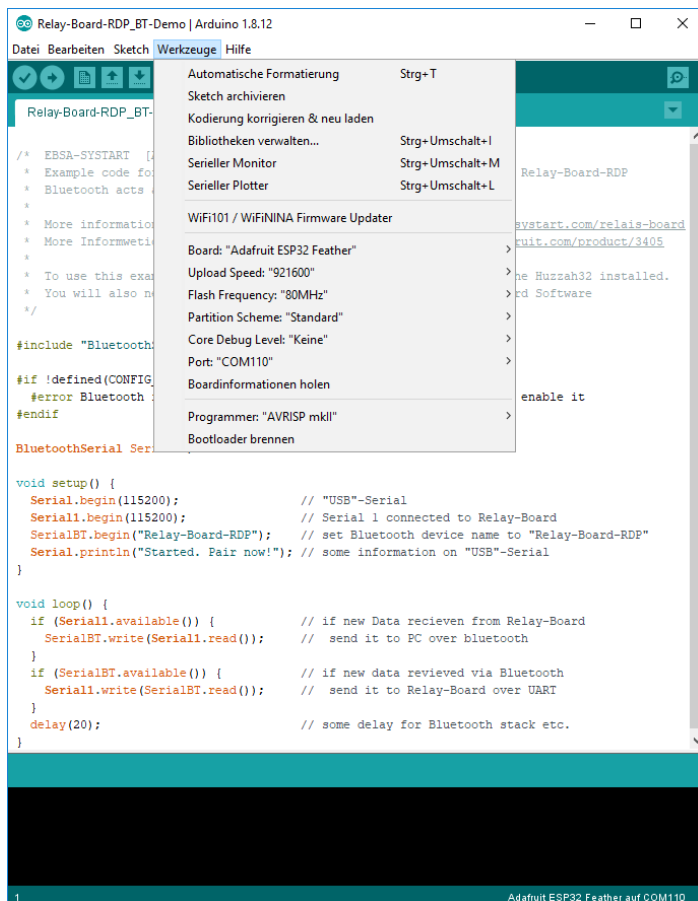 Relay-Board-RDP_BT-Demo | Arduino 1.8.12
Datei Bearbeiten Sketch Werkzeuge Hilfe
Automatische Formatierung Strg+T
Sketch archivieren
Kodierung korrigieren & neu laden
Bibliotheken verwalten... Strg+Umschalt+I
Serieller Monitor Strg+Umschalt+M
Serieller Plotter Strg+Umschalt+L
WiFi101 / WiFiNINA Firmware Updater
Board: "Adafruit ESP32 Feather"
Upload Speed: "921600"
Flash Frequency: "80MHz"
Partition Scheme: "Standard"
Core Debug Level: "Keine"
Port: "COM110"
Boardinformationen holen
Programmer: "AVRISP mkII"
Bootloader brennen
Relay-Board-RDP_BT-
/* EBSA-SYSTART
* Example code fo Relay-Board-RDP
* Bluetooth acts
*
* More information systart.com/relais-board
* More Informweti ruit.com/product/3405
*
* To use this exa he Huzzah32 installed.
* You will also n rd Software
*/
#include "Bluetooth
#if !defined(CONFIG_
#error Bluetooth enable it
#endif
BluetoothSerial Ser
void setup() {
Serial.begin(115200); // "USB"-Serial
Serial1.begin(115200); // Serial 1 connected to Relay-Board
SerialBT.begin("Relay-Board-RDP"); // set Bluetooth device name to "Relay-Board-RDP"
Serial.println("Started. Pair now!"); // some information on "USB"-Serial
}
void loop() {
if (Serial1.available()) { // if new Data recieven from Relay-Board
SerialBT.write(Serial1.read()); // send it to PC over bluetooth
}
if (SerialBT.available()) { // if new data revieved via Bluetooth
Serial1.write(SerialBT.read()); // send it to Relay-Board over UART
}
delay(20); // some delay for Bluetooth stack etc.
}
1 Adafruit ESP32 Feather auf COM110